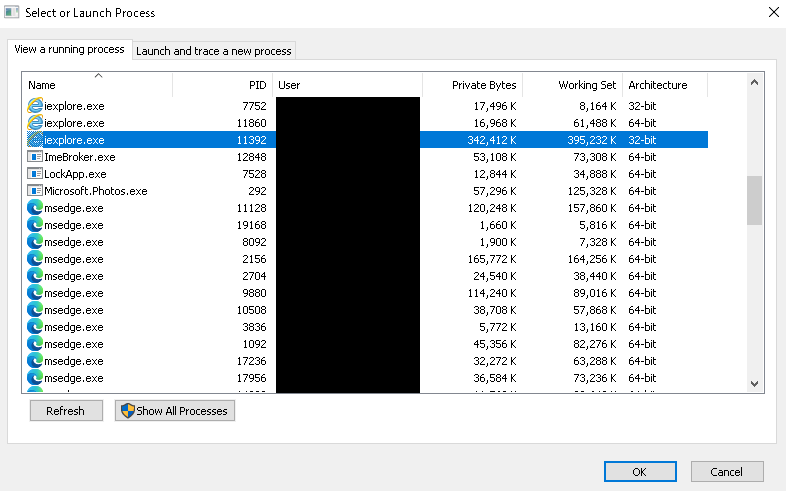 Select or Launch Process
View a running process Launch and trace a new process
Name PID User Private Bytes Working Set Architecture
iexplore.exe 7752 17,496 K 8,164 K 32-bit
iexplore.exe 11860 16,968 K 61,488 K 64-bit
iexplore.exe 11392 342,412 K 395,232 K 32-bit
ImeBroker.exe 12848 53,108 K 73,308 K 64-bit
LockApp.exe 7528 12,844 K 34,888 K 64-bit
Microsoft.Photos.exe 292 57,296 K 125,328 K 64-bit
msedge.exe 11128 120,248 K 157,860 K 64-bit
msedge.exe 19168 1,660 K 5,816 K 64-bit
msedge.exe 8092 1,900 K 7,328 K 64-bit
msedge.exe 2156 165,772 K 164,256 K 64-bit
msedge.exe 2704 24,540 K 38,440 K 64-bit
msedge.exe 9880 114,240 K 89,016 K 64-bit
msedge.exe 10508 38,708 K 57,868 K 64-bit
msedge.exe 3836 5,772 K 13,160 K 64-bit
msedge.exe 1092 45,356 K 82,276 K 64-bit
msedge.exe 17236 32,272 K 63,288 K 64-bit
msedge.exe 17956 36,584 K 73,236 K 64-bit
Refresh Show All Processes
OK Cancel